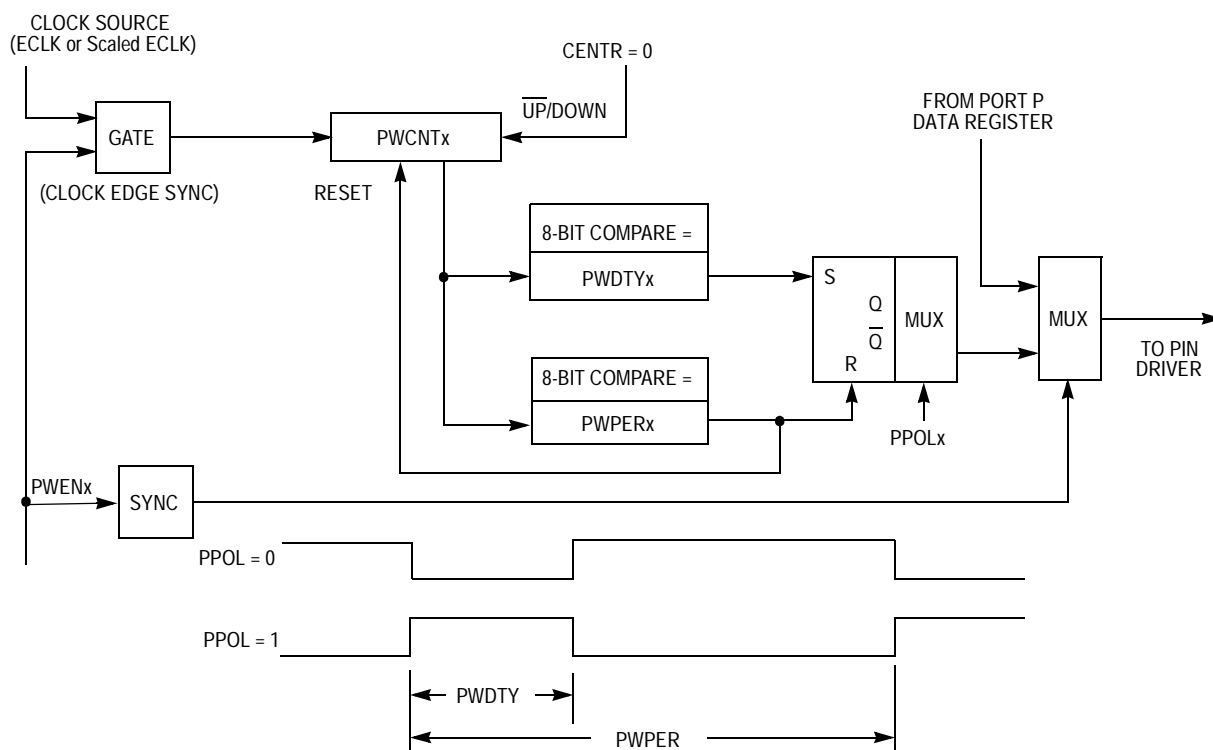 CLOCK SOURCE
(ECLK or Scaled ECLK)
CENTR = 0
UP/DOWN
FROM PORT P
DATA REGISTER
GATE
PWCNTx
(CLOCK EDGE SYNC)
RESET
8-BIT COMPARE =
PWDTYx
S
Q
Q
R
MUX
MUX
TO PIN
DRIVER
8-BIT COMPARE =
PWPERx
PPOLx
PWENx
SYNC
PPOL = 0
PPOL = 1
PWDTY
PWPER